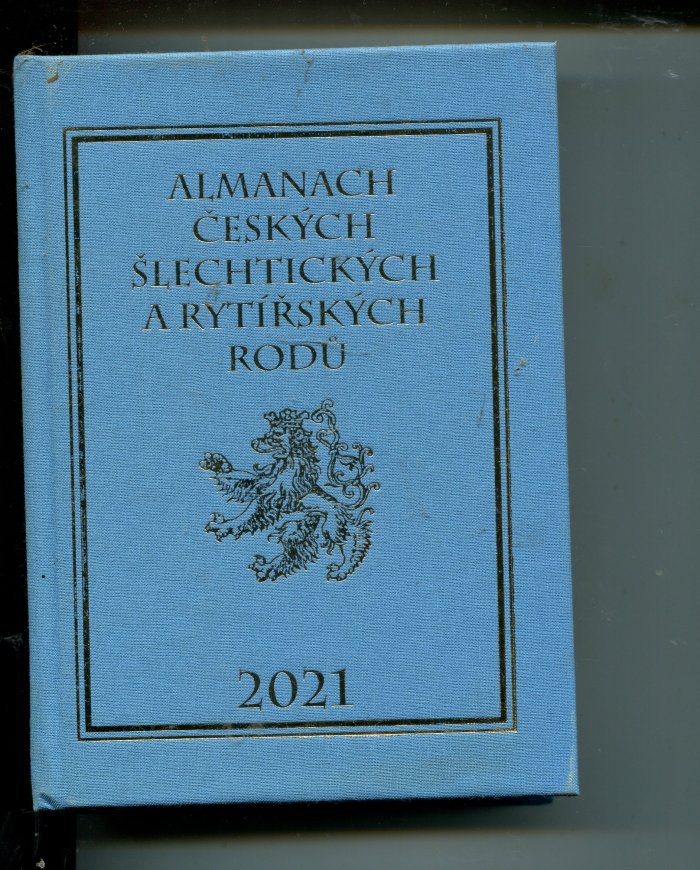 ALMANACH
ČESKÝCH
ŠLECHTICKÝCH
A RYTÍŘSKÝCH
RODŮ
2021